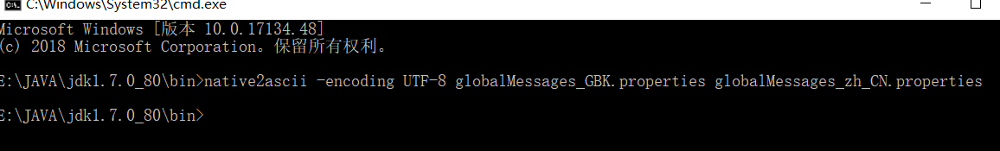 C:\Windows\System32\cmd.exe
Microsoft Windows [版本 10.0.17134.48]
(c) 2018 Microsoft Corporation。保留所有权利。
E:\JAVA\jdk1.7.0_80\bin>native2ascii -encoding UTF-8 globalMessages_GBK.properties globalMessages_zh_CN.properties
E:\JAVA\jdk1.7.0_80\bin>